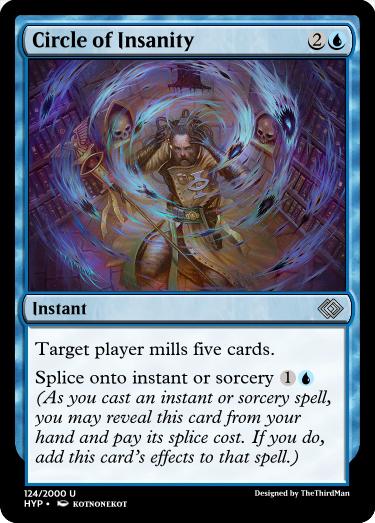 Circle of Insanity 2
Instant
Target player mills five cards.
Splice onto instant or sorcery 1
(As you cast an instant or sorcery spell,
you may reveal this card from your
hand and pay its splice cost. If you do,
add this card's effects to that spell.)
124/2000 U
HYP • KOTNONEKOT
Designed by TheThirdMan